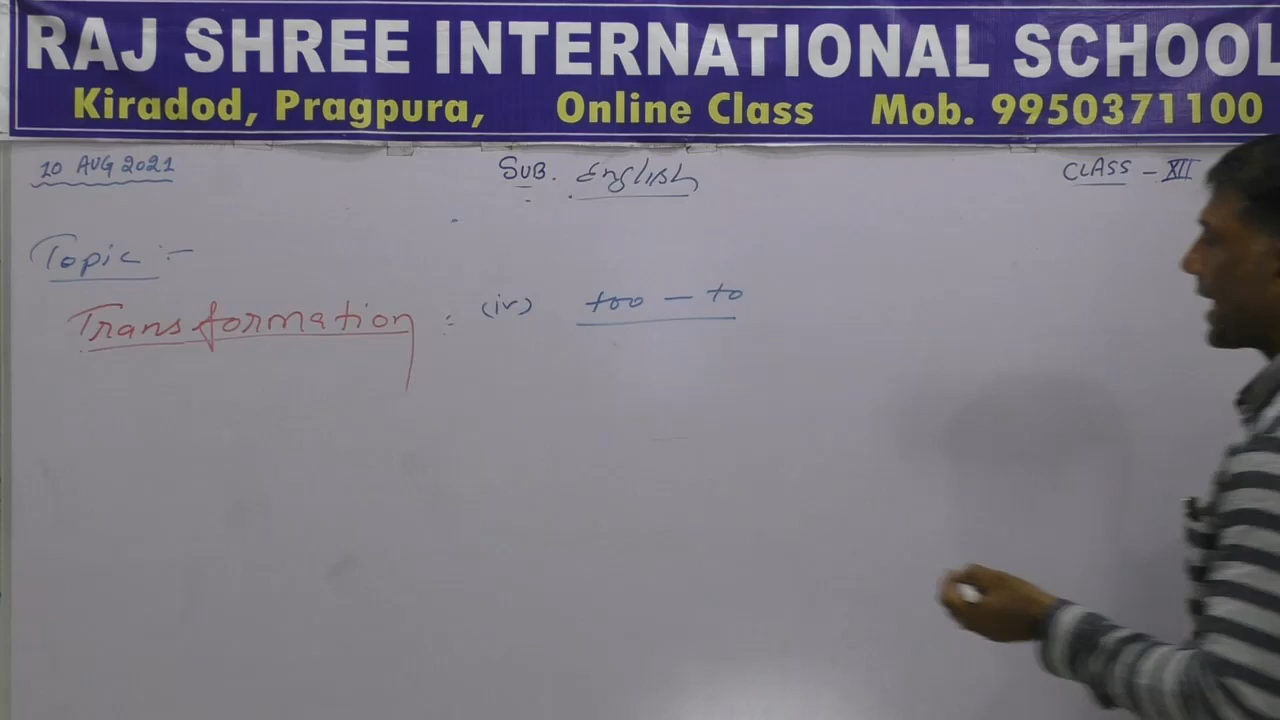 RAJ SHREE INTERNATIONAL SCHOOL
Kiradod, Pragpura, Online Class Mob. 9950371100
10 AUG 2021 SUB. English CLASS - XII
Topic :-
Transformation : (iv) too - to